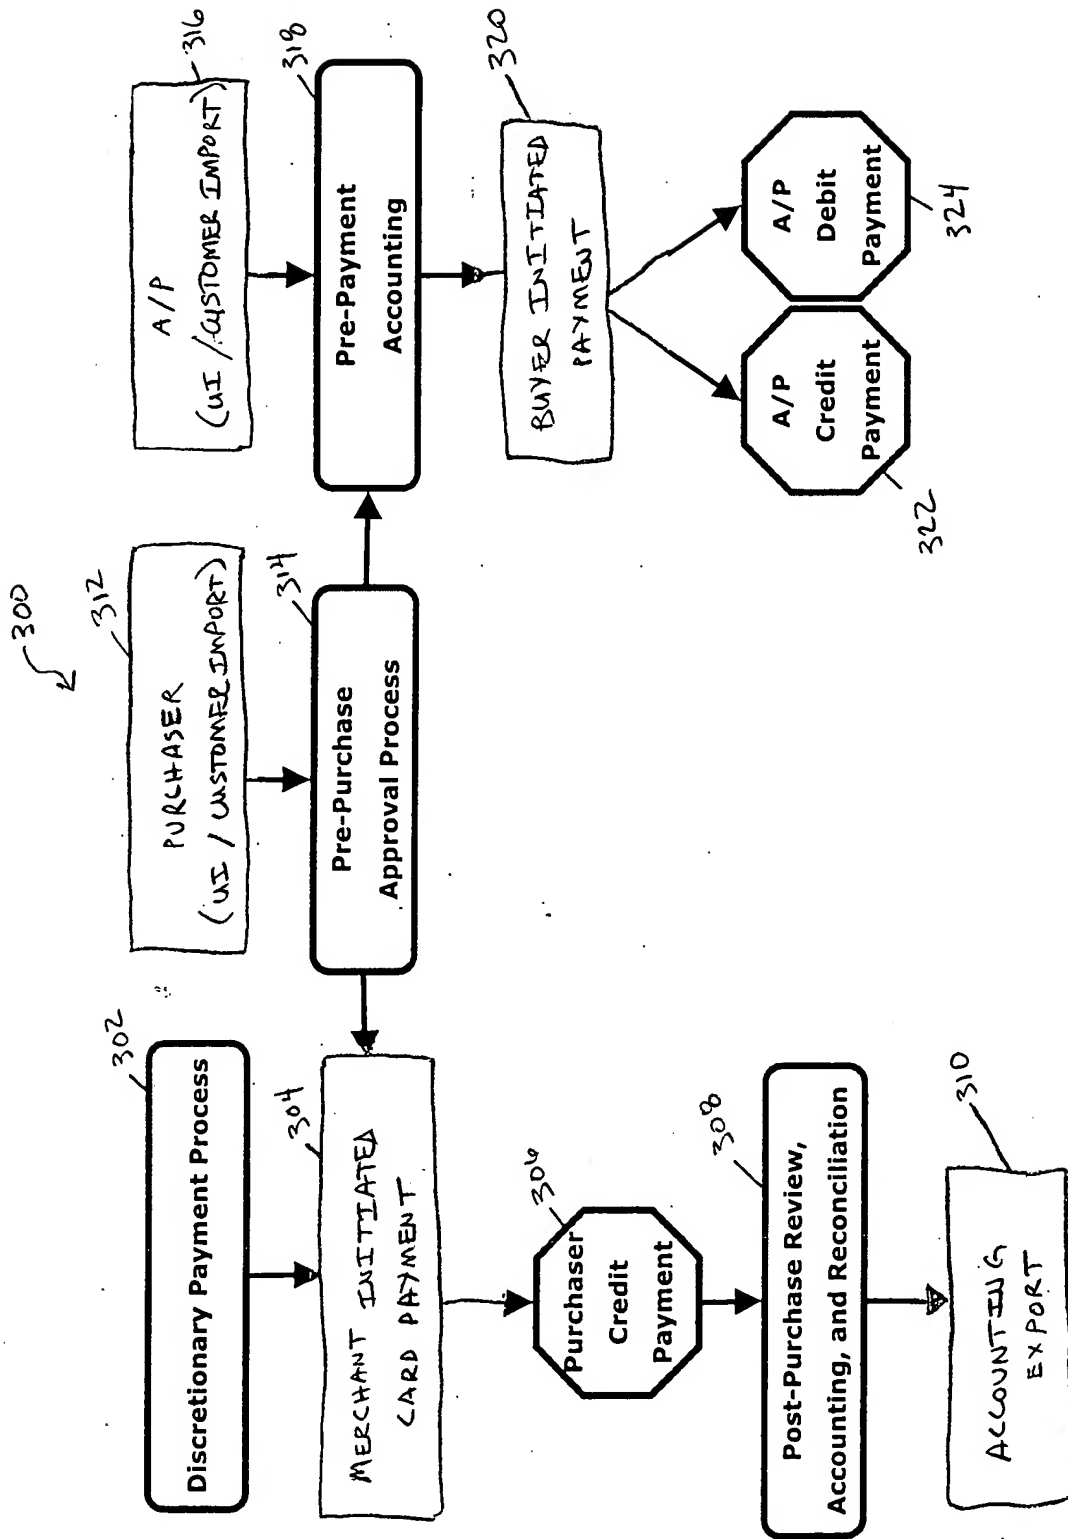 300
302
Discretionary Payment Process
304
MERCHANT INITIATED
CARD PAYMENT
306
Purchaser
Credit
Payment
308
Post-Purchase Review,
Accounting, and Reconciliation
310
ACCOUNTING
EXPORT
312
PURCHASER
(UI / CUSTOMER IMPORT)
314
Pre-Purchase
Approval Process
316
A/P
(UI / CUSTOMER IMPORT)
318
Pre-Payment
Accounting
320
BUYER INITIATED
PAYMENT
A/P
Credit
Payment
322
A/P
Debit
Payment
324